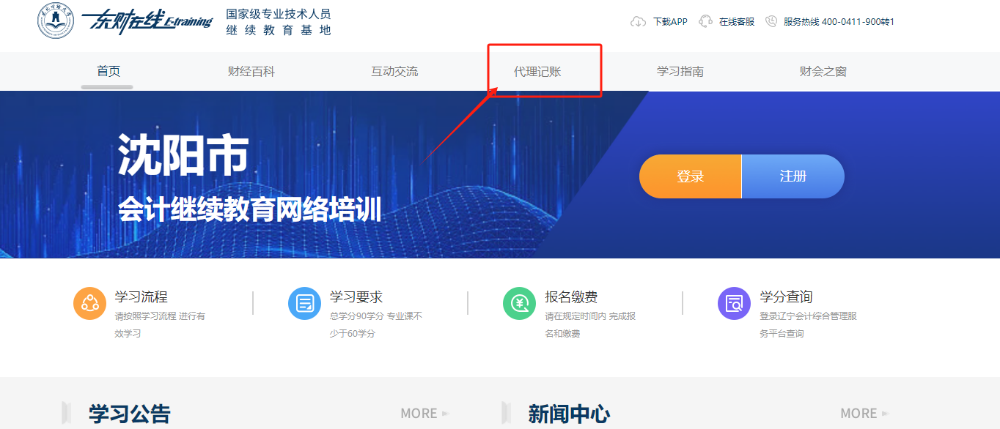 东财在线 E-training
国家级专业技术人员
继续教育基地
下载APP
在线客服
服务热线 400-0411-900转1
首页
财经百科
互动交流
代理记账
学习指南
财会之窗
沈阳市
会计继续教育网络培训
登录
注册
学习流程
请按照学习流程 进行有
效学习
学习要求
总学分90学分 专业课不
少于60学分
报名缴费
请在规定时间内 完成报
名和缴费
学分查询
登录辽宁会计综合管理服
务平台查询
学习公告
MORE
新闻中心
MORE